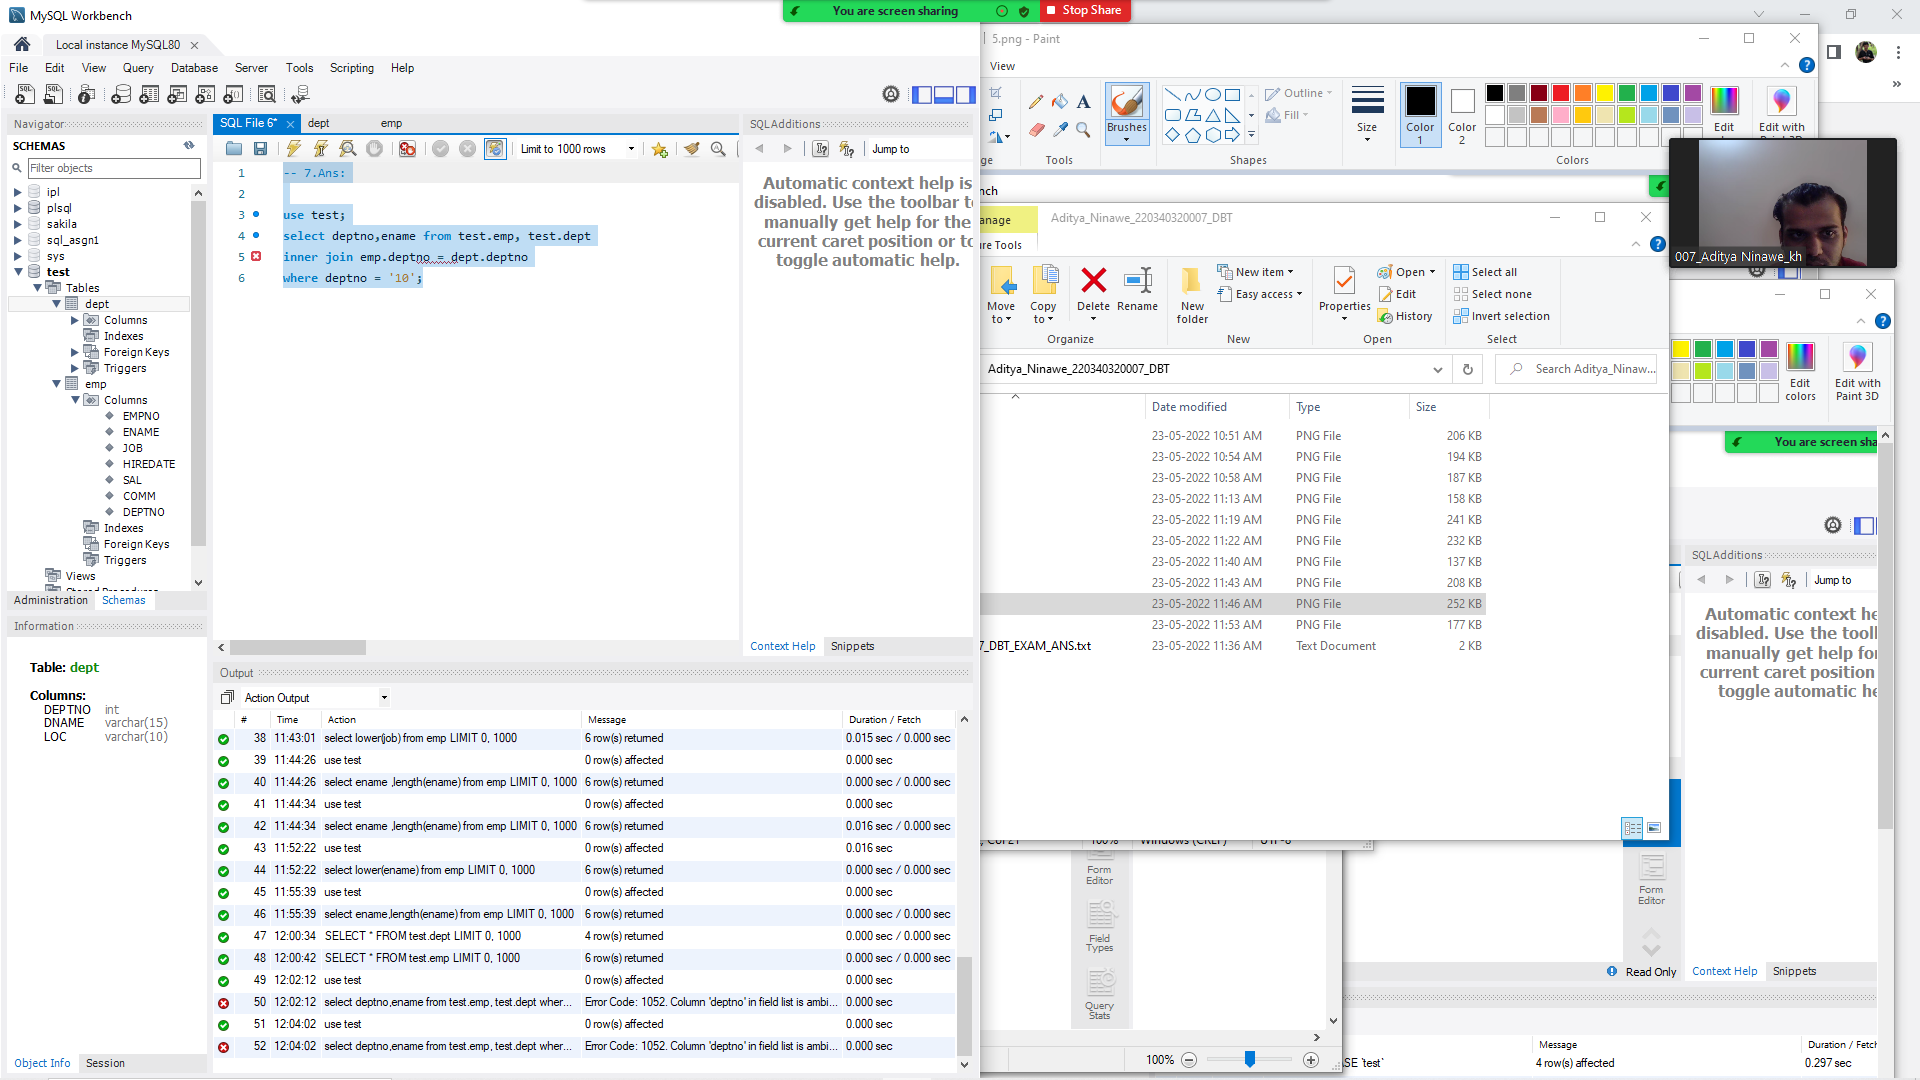 MySQL Workbench
You are screen sharing
Stop Share
Local instance MySQL80
File Edit View Query Database Server Tools Scripting Help
Navigator
SCHEMAS
Filter objects
ipl
plsql
sakila
sql_asgn1
sys
test
Tables
dept
Columns
Indexes
Foreign Keys
Triggers
emp
Columns
EMPNO
ENAME
JOB
HIREDATE
SAL
COMM
DEPTNO
Indexes
Foreign Keys
Triggers
Views
Administration Schemas
Information
Table: dept
Columns:
DEPTNO int
DNAME varchar(15)
LOC varchar(10)
Object Info Session
SQL File 6* dept emp
Limit to 1000 rows
1 -- 7.Ans:
2
3 use test;
4 select deptno,ename from test.emp, test.dept
5 inner join emp.deptno = dept.deptno
6 where deptno = '10';
SQLAdditions
Jump to
Automatic context help is
disabled. Use the toolbar to
manually get help for the
current caret position or to
toggle automatic help.
Context Help Snippets
Output
Action Output
# Time Action Message Duration / Fetch
38 11:43:01 select lower(job) from emp LIMIT 0, 1000 6 row(s) returned 0.015 sec / 0.000 sec
39 11:44:26 use test 0 row(s) affected 0.000 sec
40 11:44:26 select ename ,length(ename) from emp LIMIT 0, 1000 6 row(s) returned 0.000 sec / 0.000 sec
41 11:44:34 use test 0 row(s) affected 0.000 sec
42 11:44:34 select ename ,length(ename) from emp LIMIT 0, 1000 6 row(s) returned 0.016 sec / 0.000 sec
43 11:52:22 use test 0 row(s) affected 0.016 sec
44 11:52:22 select lower(ename) from emp LIMIT 0, 1000 6 row(s) returned 0.000 sec / 0.000 sec
45 11:55:39 use test 0 row(s) affected 0.000 sec
46 11:55:39 select ename,length(ename) from emp LIMIT 0, 1000 6 row(s) returned 0.000 sec / 0.000 sec
47 12:00:34 SELECT * FROM test.dept LIMIT 0, 1000 4 row(s) returned 0.000 sec / 0.000 sec
48 12:00:42 SELECT * FROM test.emp LIMIT 0, 1000 6 row(s) returned 0.000 sec / 0.000 sec
49 12:02:12 use test 0 row(s) affected 0.000 sec
50 12:02:12 select deptno,ename from test.emp, test.dept wher... Error Code: 1052. Column 'deptno' in field list is ambi... 0.000 sec
51 12:04:02 use test 0 row(s) affected 0.000 sec
52 12:04:02 select deptno,ename from test.emp, test.dept wher... Error Code: 1052. Column 'deptno' in field list is ambi... 0.000 sec
5.png - Paint
View
Brushes
Outline
Fill
Size
Color 1
Color 2
Edit
Edit with
ge Tools Shapes Colors
nch
anage Aditya_Ninawe_220340320007_DBT
re Tools
Move to
Copy to
Delete
Rename
New folder
New item
Easy access
Properties
Open
Edit
History
Select all
Select none
Invert selection
Organize New Open Select
Aditya_Ninawe_220340320007_DBT
Search Aditya_Ninaw...
Date modified Type Size
23-05-2022 10:51 AM PNG File 206 KB
23-05-2022 10:54 AM PNG File 194 KB
23-05-2022 10:58 AM PNG File 187 KB
23-05-2022 11:13 AM PNG File 158 KB
23-05-2022 11:19 AM PNG File 241 KB
23-05-2022 11:22 AM PNG File 232 KB
23-05-2022 11:40 AM PNG File 137 KB
23-05-2022 11:43 AM PNG File 208 KB
23-05-2022 11:46 AM PNG File 252 KB
23-05-2022 11:53 AM PNG File 177 KB
7_DBT_EXAM_ANS.txt 23-05-2022 11:36 AM Text Document 2 KB
007_Aditya Ninawe_kh
Edit colors
Edit with Paint 3D
You are screen sha
SQLAdditions
Jump to
Automatic context he
disabled. Use the tooll
manually get help fo
current caret position
toggle automatic he
100%
Form Editor
Field Types
Query Stats
Form Editor
Read Only
Context Help Snippets
100%
Message Duration / Fetch
SE 'test' 4 row(s) affected 0.297 sec